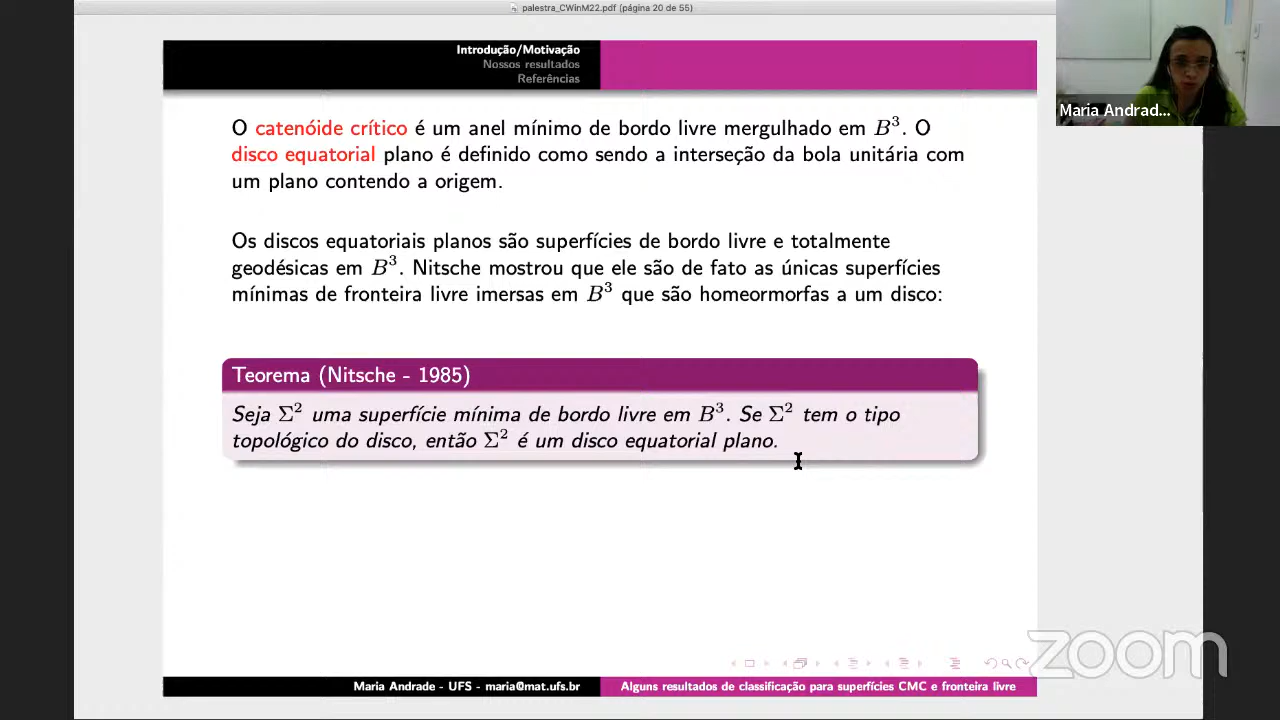 palestra_CWinM22.pdf (página 20 de 55)
Introdução/Motivação
Nossos resultados
Referências
Maria Andrad...
O catenóide crítico é um anel mínimo de bordo livre mergulhado em B³. O
disco equatorial plano é definido como sendo a interseção da bola unitária com
um plano contendo a origem.
Os discos equatoriais planos são superfícies de bordo livre e totalmente
geodésicas em B³. Nitsche mostrou que ele são de fato as únicas superfícies
mínimas de fronteira livre imersas em B³ que são homeormorfas a um disco:
Teorema (Nitsche - 1985)
Seja Σ² uma superfície mínima de bordo livre em B³. Se Σ² tem o tipo
topológico do disco, então Σ² é um disco equatorial plano.
zoom
Maria Andrade - UFS - maria@mat.ufs.br
Alguns resultados de classificação para superfícies CMC e fronteira livre